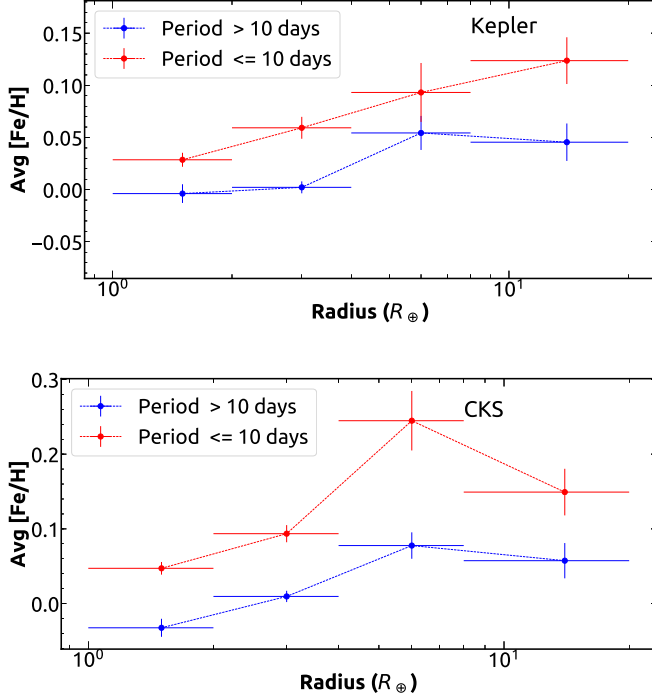 Kepler
Period > 10 days
Period <= 10 days
0.15
0.10
0.05
0.00
−0.05
Avg [Fe/H]
10⁰
10¹
Radius (R⊕)
CKS
Period > 10 days
Period <= 10 days
0.3
0.2
0.1
0.0
Avg [Fe/H]
10⁰
10¹
Radius (R⊕)